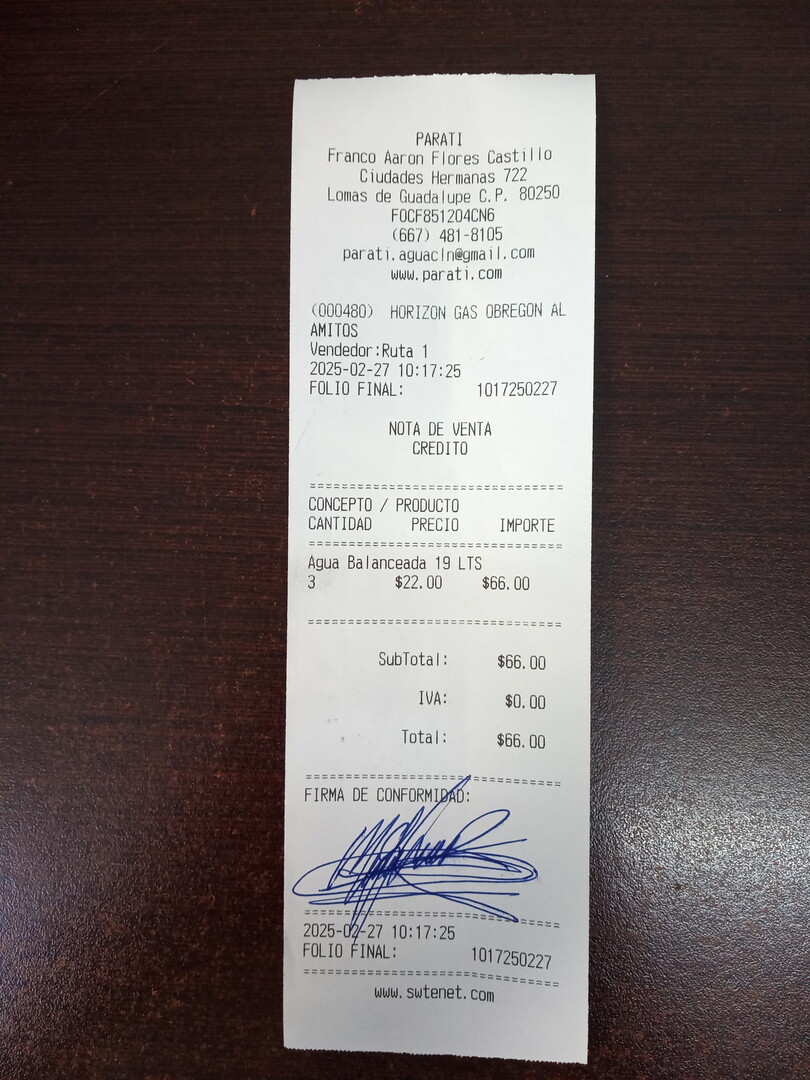 PARATI
Franco Aaron Flores Castillo
Ciudades Hermanas 722
Lomas de Guadalupe C.P. 80250
FOCF851204CN6
(667) 481-8105
parati.aguacln@gmail.com
www.parati.com
(000480) HORIZON GAS OBREGON AL
AMITOS
Vendedor:Ruta 1
2025-02-27 10:17:25
FOLIO FINAL: 1017250227
NOTA DE VENTA
CREDITO
==================================
CONCEPTO / PRODUCTO
CANTIDAD PRECIO IMPORTE
==================================
Agua Balanceada 19 LTS
3 $22.00 $66.00
==================================
SubTotal: $66.00
IVA: $0.00
Total: $66.00
==================================
FIRMA DE CONFORMIDAD:
==================================
2025-02-27 10:17:25
FOLIO FINAL: 1017250227
==================================
www.swtenet.com